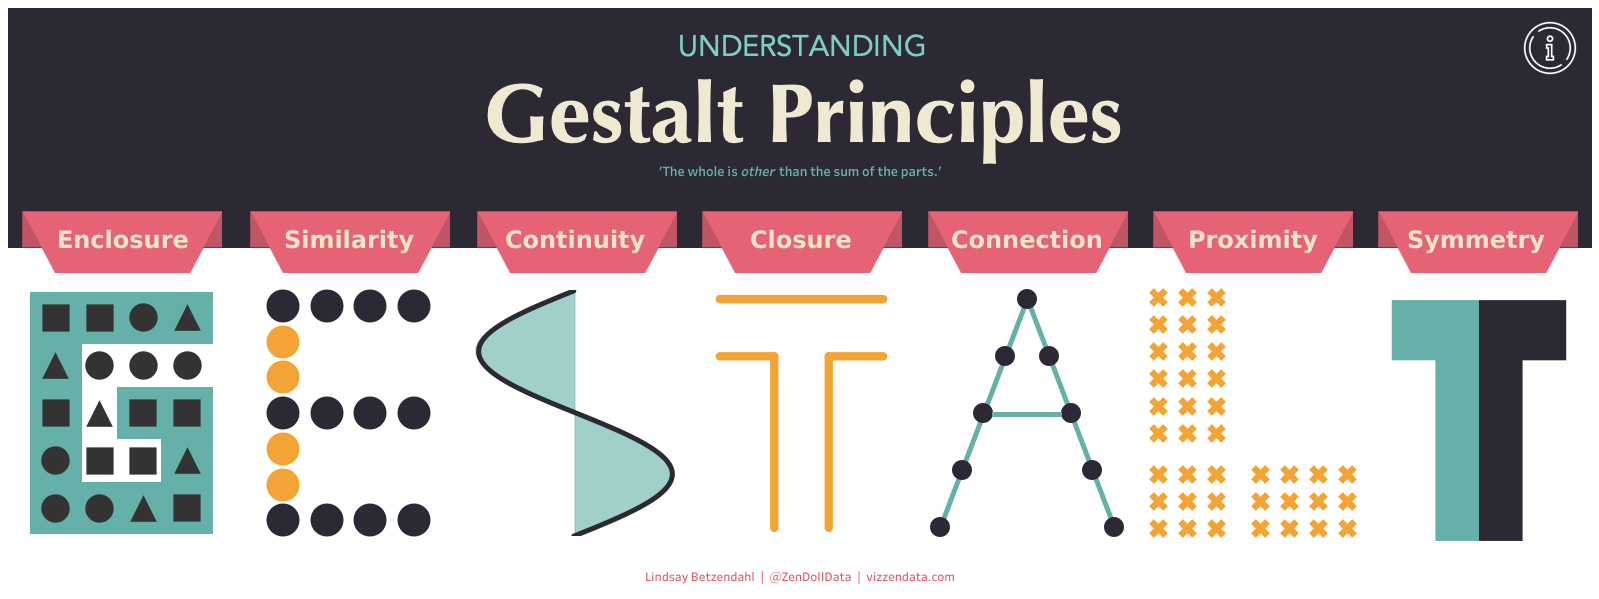 UNDERSTANDING
Gestalt Principles
'The whole is other than the sum of the parts.'
i
Enclosure
Similarity
Continuity
Closure
Connection
Proximity
Symmetry
G E S T A L T
Lindsay Betzendahl | @ZenDollData | vizzendata.com